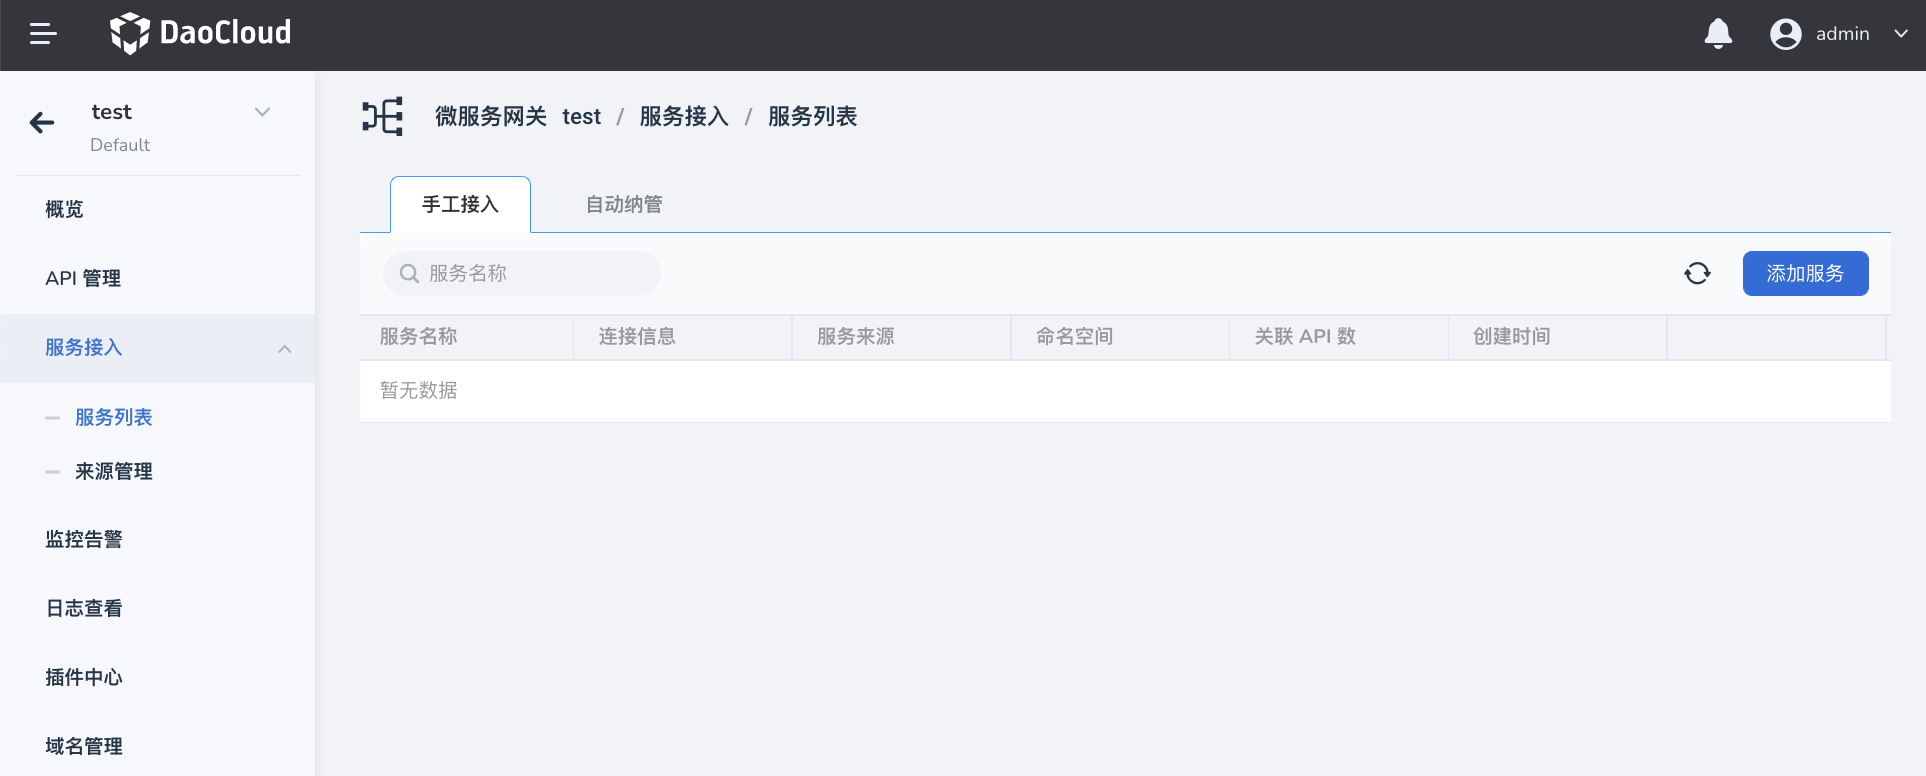 DaoCloud
admin
test
Default
概览
API 管理
服务接入
服务列表
来源管理
监控告警
日志查看
插件中心
域名管理
微服务网关 test / 服务接入 / 服务列表
手工接入 自动纳管
服务名称 添加服务
服务名称 连接信息 服务来源 命名空间 关联 API 数 创建时间
暂无数据